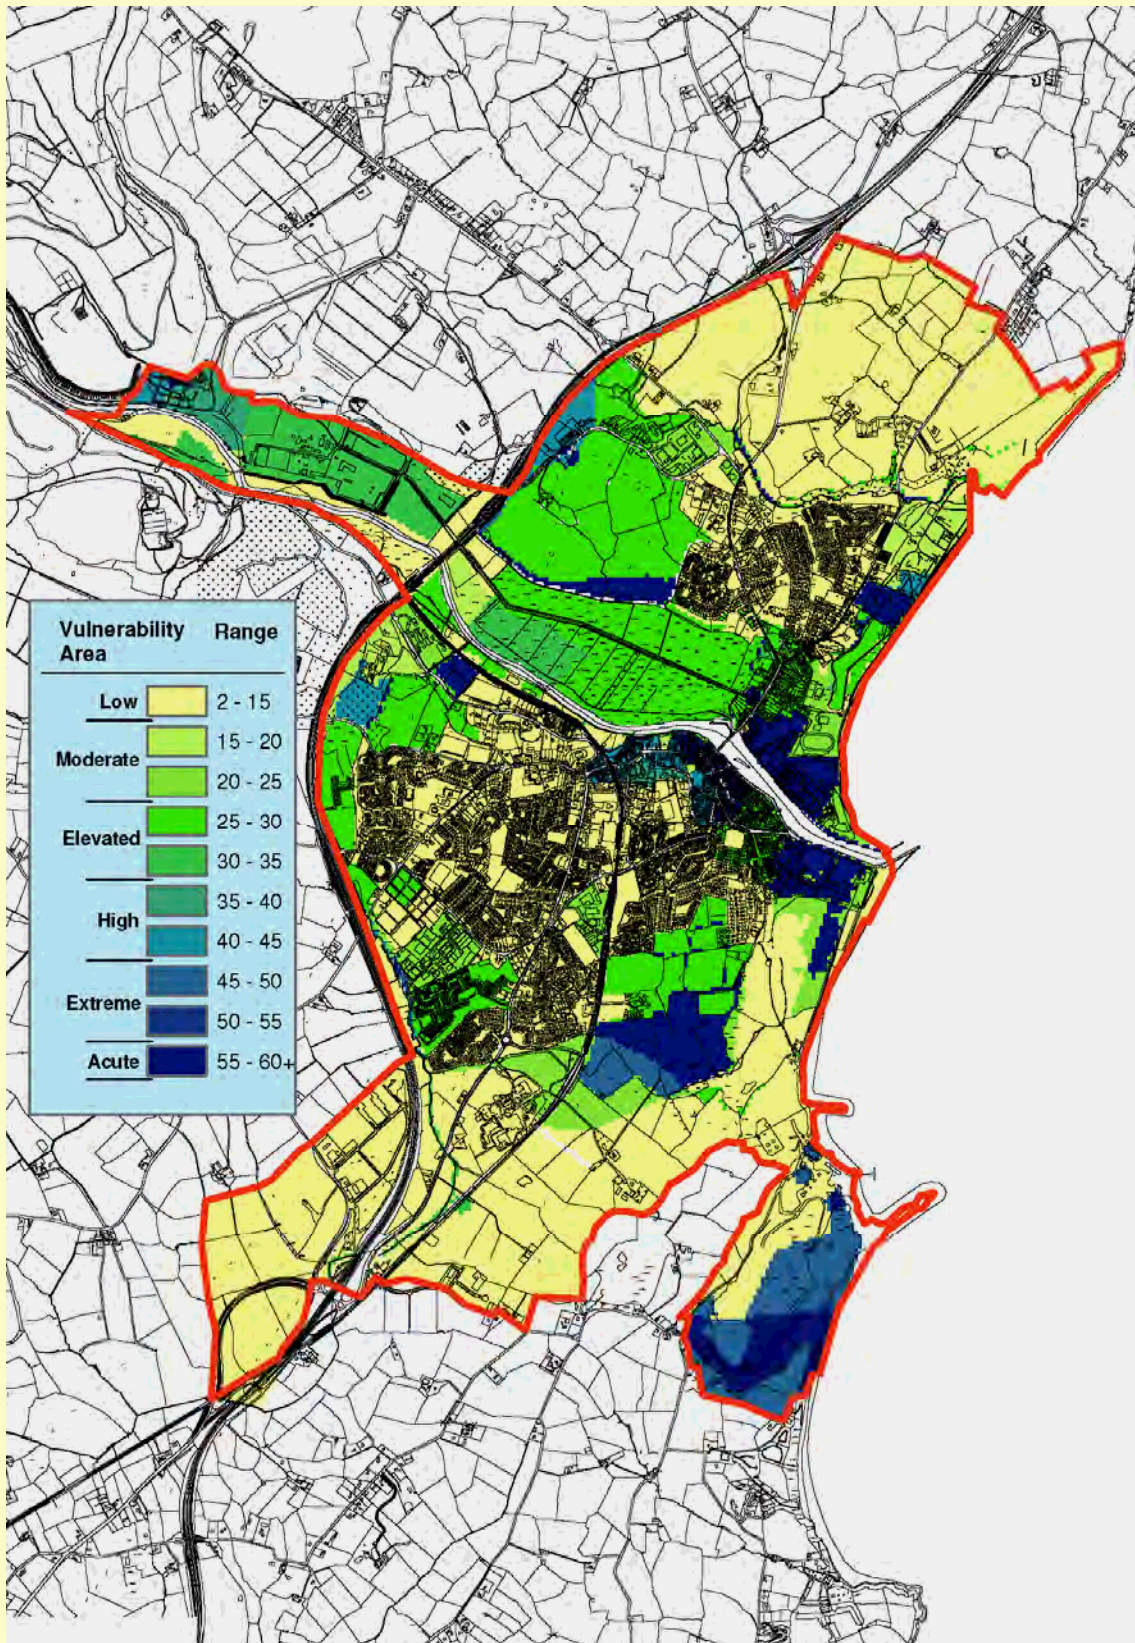 Vulnerability Range
Area
Low 2 - 15
Moderate 15 - 20
20 - 25
Elevated 25 - 30
30 - 35
High 35 - 40
40 - 45
Extreme 45 - 50
50 - 55
Acute 55 - 60+